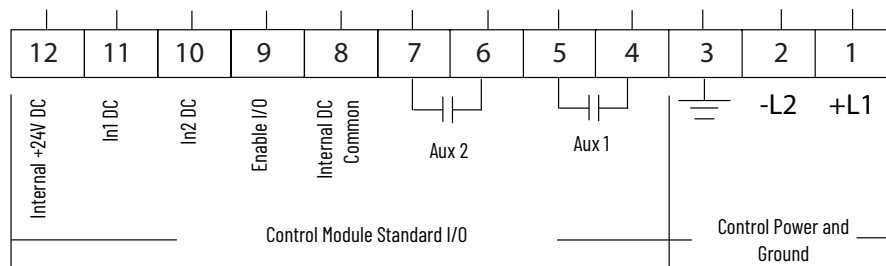 12 11 10 9 8 7 6 5 4 3 2 1
Internal +24V DC
In1 DC
In2 DC
Enable I/O
Internal DC
Common
Aux 2
Aux 1
-L2
+L1
Control Module Standard I/O
Control Power and
Ground